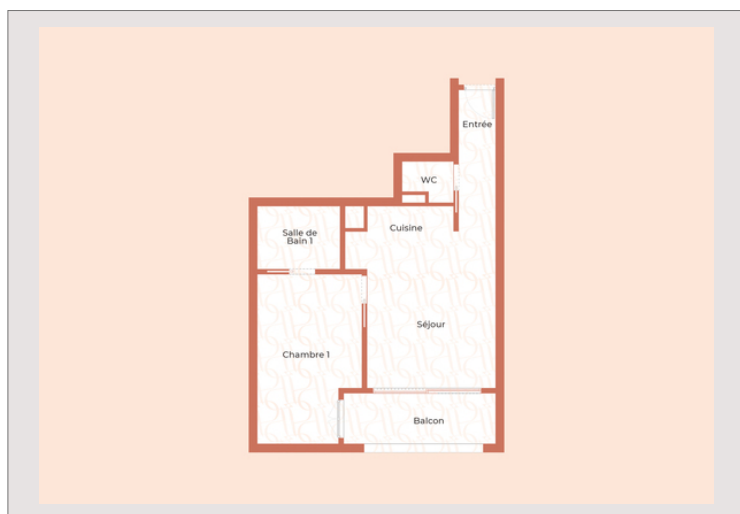 Entrée
WC
Cuisine
Salle de
Bain 1
Séjour
Chambre 1
Balcon